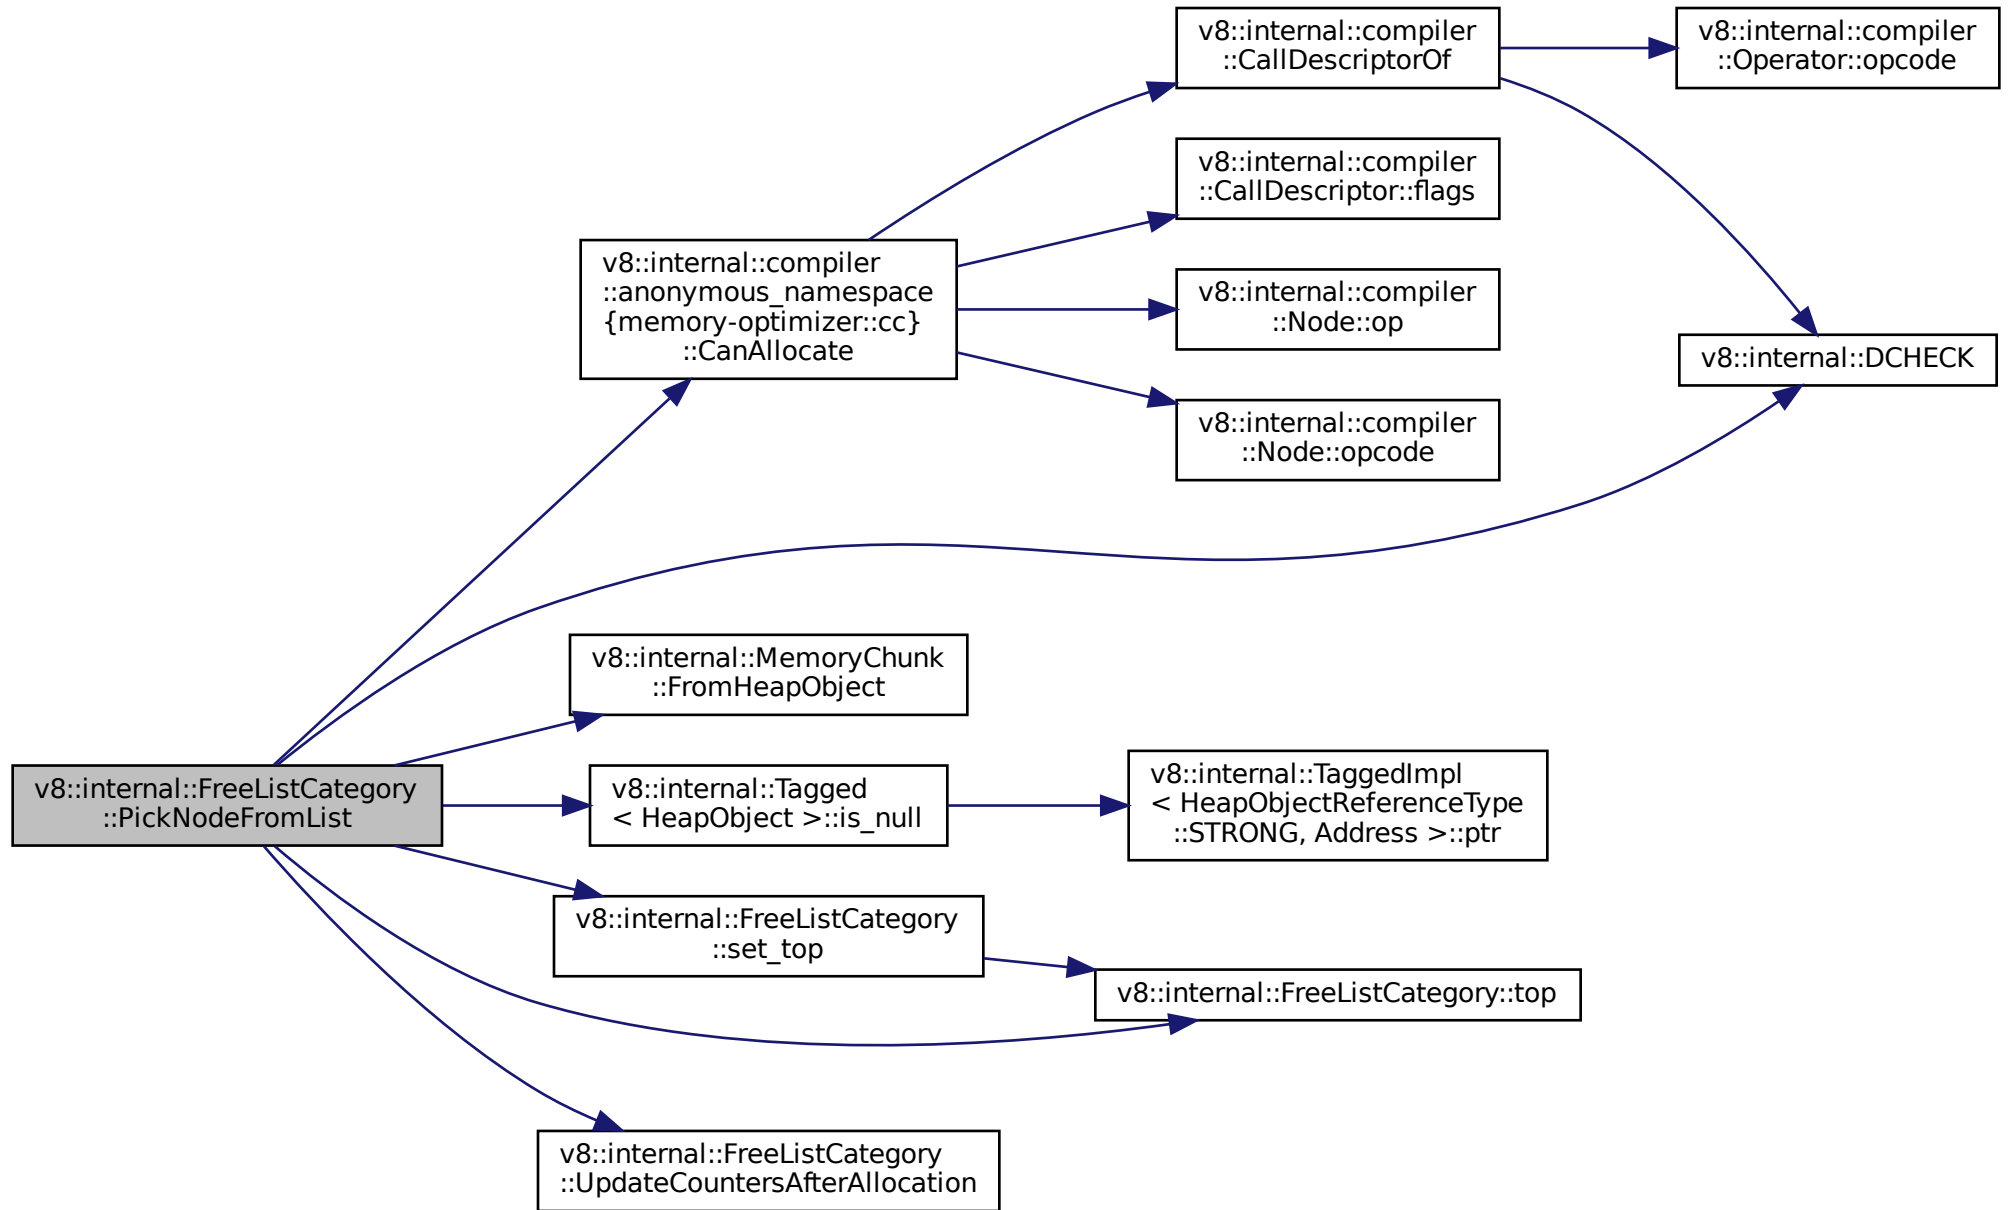 v8::internal::compiler
::CallDescriptorOf
v8::internal::compiler
::Operator::opcode
v8::internal::compiler
::CallDescriptor::flags
v8::internal::compiler
::anonymous_namespace
{memory-optimizer::cc}
::CanAllocate
v8::internal::compiler
::Node::op
v8::internal::DCHECK
v8::internal::compiler
::Node::opcode
v8::internal::MemoryChunk
::FromHeapObject
v8::internal::FreeListCategory
::PickNodeFromList
v8::internal::Tagged
< HeapObject >::is_null
v8::internal::TaggedImpl
< HeapObjectReferenceType
::STRONG, Address >::ptr
v8::internal::FreeListCategory
::set_top
v8::internal::FreeListCategory::top
v8::internal::FreeListCategory
::UpdateCountersAfterAllocation